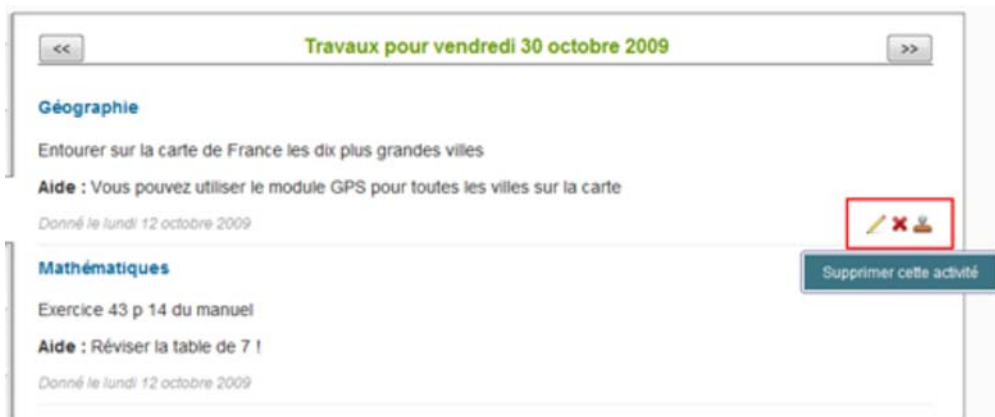 << Travaux pour vendredi 30 octobre 2009 >>
Géographie
Entourer sur la carte de France les dix plus grandes villes
Aide : Vous pouvez utiliser le module GPS pour toutes les villes sur la carte
Donné le lundi 12 octobre 2009
Mathématiques
Supprimer cette activité
Exercice 43 p 14 du manuel
Aide : Réviser la table de 7 !
Donné le lundi 12 octobre 2009